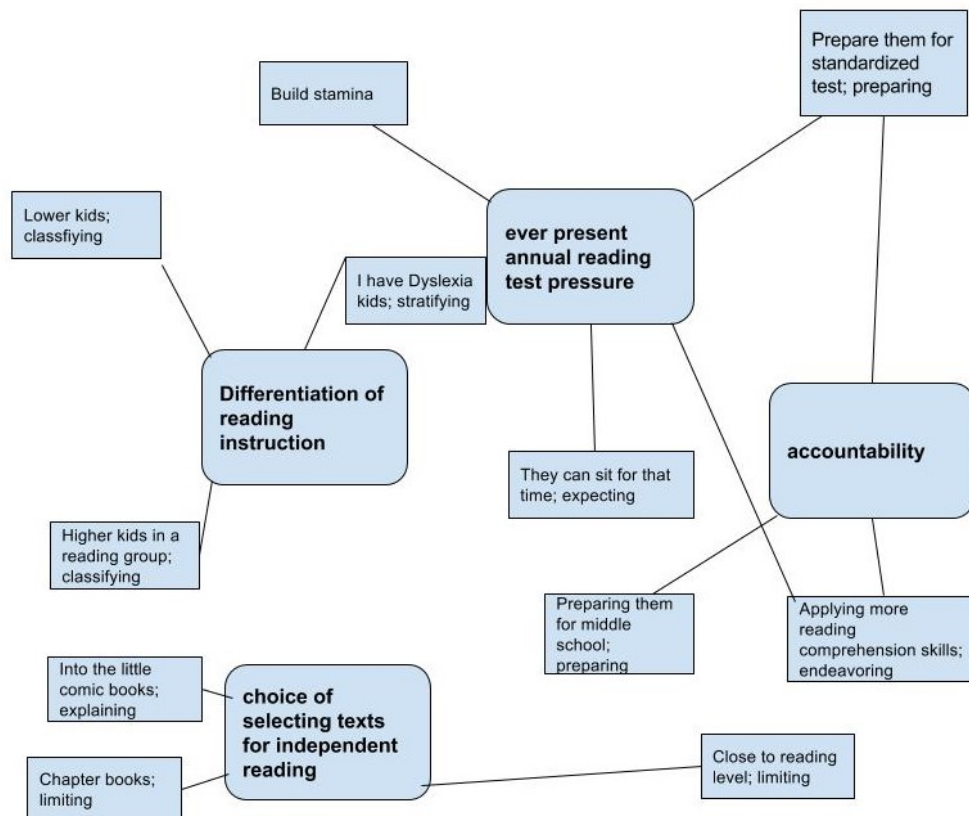 Prepare them for
standardized
test; preparing
Build stamina
Lower kids;
classfiying
ever present
annual reading
test pressure
I have Dyslexia
kids; stratifying
Differentiation of
reading
instruction
accountability
They can sit for that
time; expecting
Higher kids in a
reading group;
classifying
Preparing them
for middle
school;
preparing
Applying more
reading
comprehension skills;
endeavoring
Into the little
comic books;
explaining
choice of
selecting texts
for independent
reading
Close to reading
level; limiting
Chapter books;
limiting